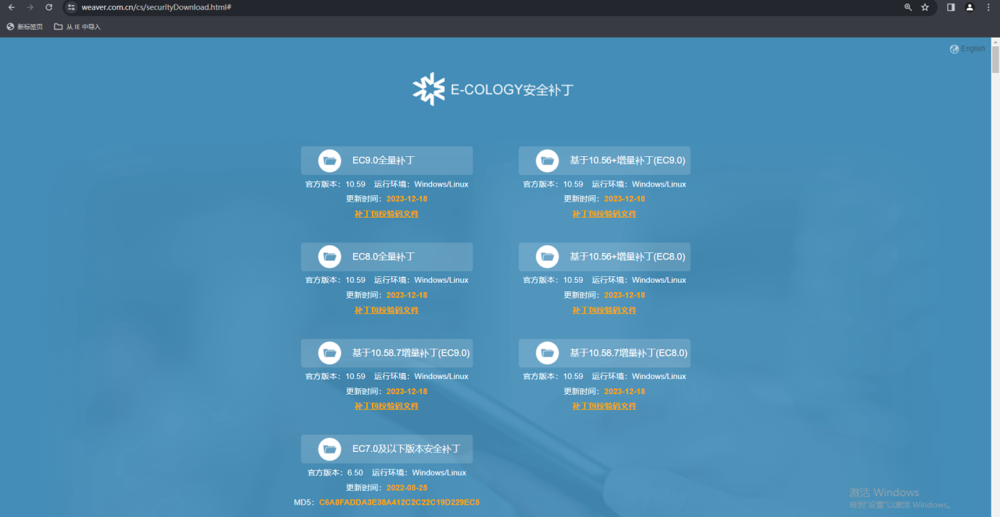 weaver.com.cn/cs/securityDownload.html#
新标签页 从 IE 中导入
English
E-COLOGY安全补丁
EC9.0全量补丁
官方版本：10.59 运行环境：Windows/Linux
更新时间：2023-12-18
补丁包校验码文件
基于10.56+增量补丁(EC9.0)
官方版本：10.59 运行环境：Windows/Linux
更新时间：2023-12-18
补丁包校验码文件
EC8.0全量补丁
官方版本：10.59 运行环境：Windows/Linux
更新时间：2023-12-18
补丁包校验码文件
基于10.56+增量补丁(EC8.0)
官方版本：10.59 运行环境：Windows/Linux
更新时间：2023-12-18
补丁包校验码文件
基于10.58.7增量补丁(EC9.0)
官方版本：10.59 运行环境：Windows/Linux
更新时间：2023-12-18
补丁包校验码文件
基于10.58.7增量补丁(EC8.0)
官方版本：10.59 运行环境：Windows/Linux
更新时间：2023-12-18
补丁包校验码文件
EC7.0及以下版本安全补丁
官方版本：6.50 运行环境：Windows/Linux
更新时间：2022-05-25
MD5：C6A8FADDA3E38A412C2C22C19D229EC5
激活 Windows
转到"设置"以激活 Windows。